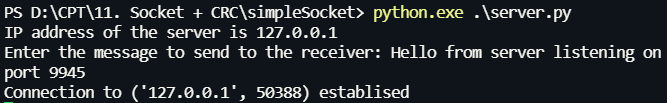 PS D:\CPT\11. Socket + CRC\simpleSocket> python.exe .\server.py
IP address of the server is 127.0.0.1
Enter the message to send to the receiver: Hello from server listening on
port 9945
Connection to ('127.0.0.1', 50388) establised